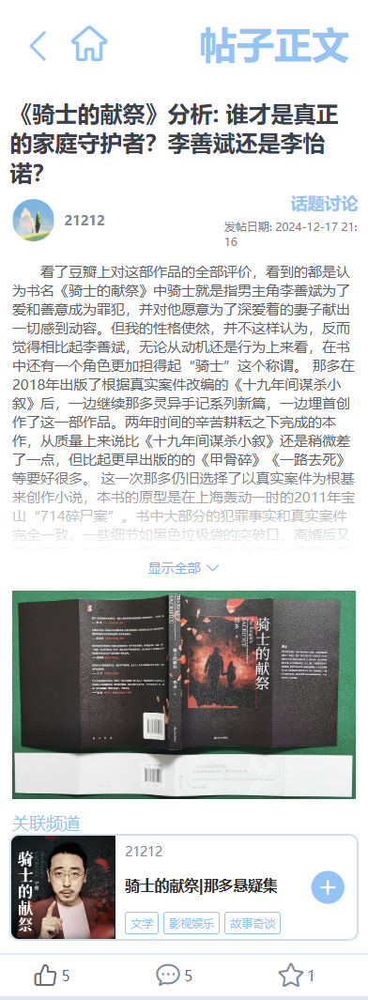 帖子正文
《骑士的献祭》分析: 谁才是真正
的家庭守护者？李善斌还是李怡
诺？
话题讨论
21212
发帖日期: 2024-12-17 21:
16
看了豆瓣上对这部作品的全部评价，看到的都是认
为书名《骑士的献祭》中骑士就是指男主角李善斌为了
爱和善意成为罪犯，并对他愿意为了深爱着的妻子献出
一切感到动容。但我的性格使然，并不这样认为，反而
觉得相比起李善斌，无论从动机还是行为上来看，在书
中还有一个角色更加担得起“骑士”这个称谓。 那多在
2018年出版了根据真实案件改编的《十九年间谋杀小
叙》后，一边继续那多灵异手记系列新篇，一边埋首创
作了这一部作品。两年时间的辛苦耕耘之下完成的本
作，从质量上来说比《十九年间谋杀小叙》还是稍微差
了一点，但比起更早出版的的《甲骨碎》《一路去死》
等要好很多。 这一次那多仍旧选择了以真实案件为根基
来创作小说，本书的原型是在上海轰动一时的2011年宝
山“714碎尸案”。书中大部分的犯罪事实和真实案件
完全一致，一些细节如黑色垃圾袋的突破口、离婚后又
显示全部
骑士的献祭
骑士的献祭
那多
关联频道
骑士的献祭
21212
骑士的献祭|那多悬疑集
文学
影视娱乐
故事奇谈
5
5
1